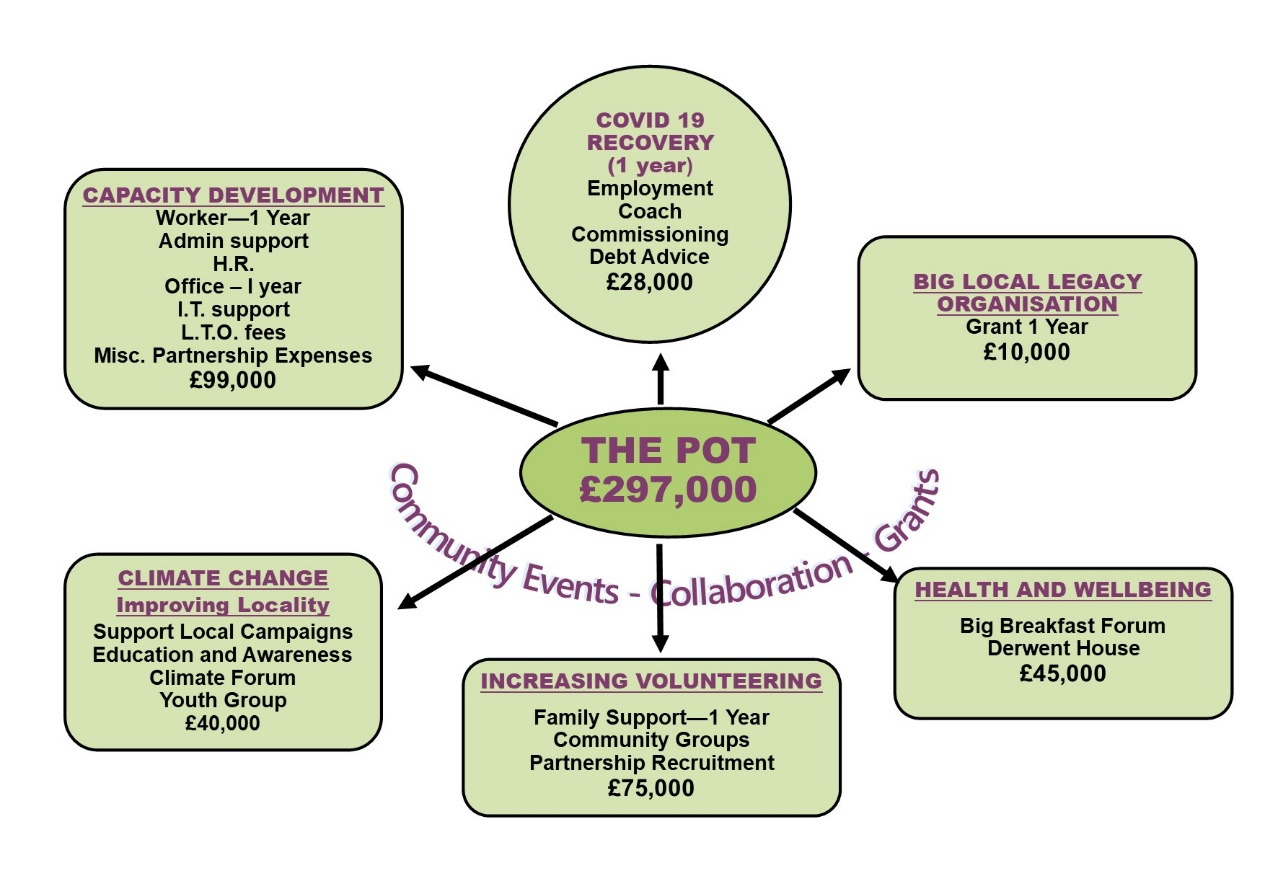 COVID 19
RECOVERY
(1 year)
Employment
Coach
Commissioning
Debt Advice
£28,000
CAPACITY DEVELOPMENT
Worker—1 Year
Admin support
H.R.
Office – I year
I.T. support
L.T.O. fees
Misc. Partnership Expenses
£99,000
BIG LOCAL LEGACY
ORGANISATION
Grant 1 Year
£10,000
THE POT
£297,000
Community Events - Collaboration - Grants
CLIMATE CHANGE
Improving Locality
Support Local Campaigns
Education and Awareness
Climate Forum
Youth Group
£40,000
INCREASING VOLUNTEERING
Family Support—1 Year
Community Groups
Partnership Recruitment
£75,000
HEALTH AND WELLBEING
Big Breakfast Forum
Derwent House
£45,000